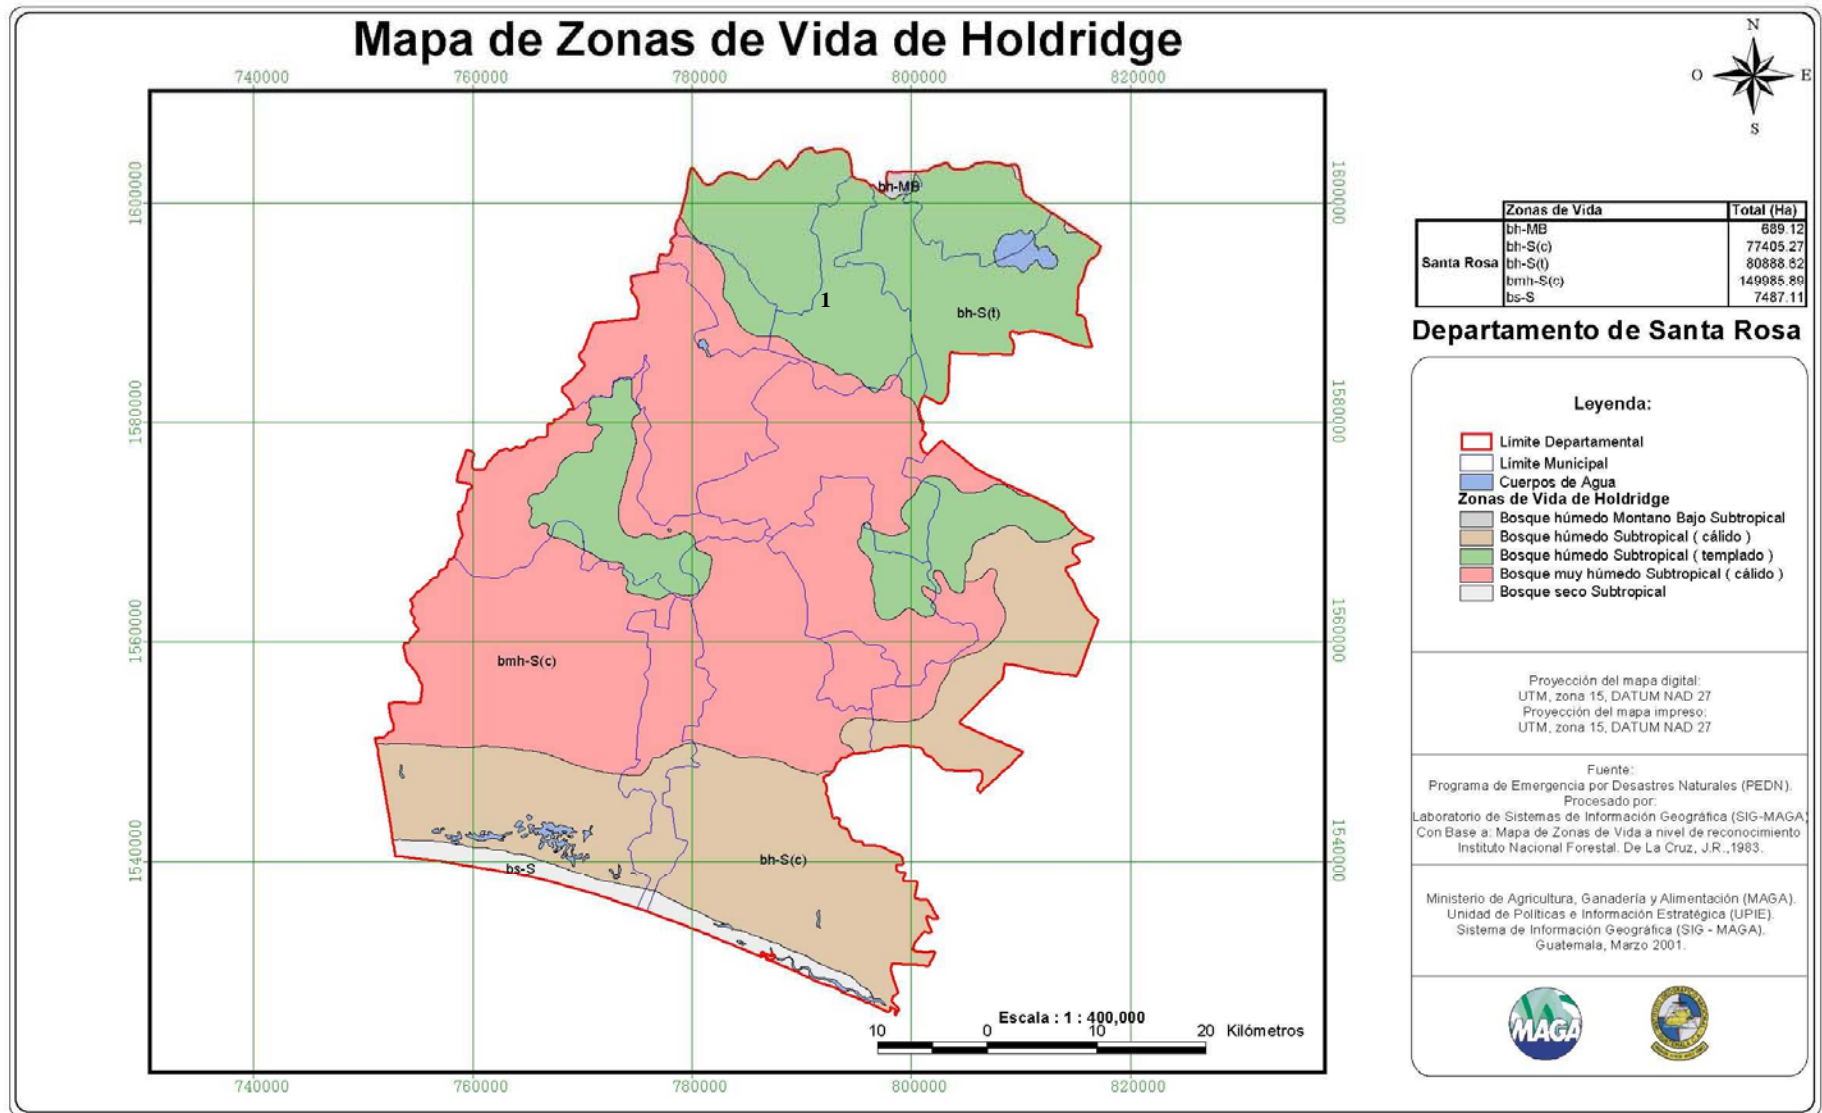 Mapa de Zonas de Vida de Holdridge
N
O E
S
740000 760000 780000 800000 820000
1600000 1600000
1580000 1580000
1560000 1560000
1540000 1540000
bh-MB
1
bh-S(t)
bmh-S(c)
bh-S(c)
bs-S
Escala : 1 : 400,000
10 0 10 20 Kilómetros
740000 760000 780000 800000 820000
Zonas de Vida Total (Ha)
Santa Rosa
bh-MB 689.12
bh-S(c) 77405.27
bh-S(t) 80888.62
bmh-S(c) 149985.89
bs-S 7487.11
Departamento de Santa Rosa
Leyenda:
Limite Departamental
Límite Municipal
Cuerpos de Agua
Zonas de Vida de Holdridge
Bosque húmedo Montano Bajo Subtropical
Bosque húmedo Subtropical ( cálido )
Bosque húmedo Subtropical ( templado )
Bosque muy húmedo Subtropical ( cálido )
Bosque seco Subtropical
Proyección del mapa digital:
UTM, zona 15, DATUM NAD 27
Proyección del mapa impreso:
UTM, zona 15, DATUM NAD 27
Fuente:
Programa de Emergencia por Desastres Naturales (PEDN).
Procesado por:
Laboratorio de Sistemas de Información Geográfica (SIG-MAGA)
Con Base a: Mapa de Zonas de Vida a nivel de reconocimiento
Instituto Nacional Forestal. De La Cruz, J.R.,1983.
Ministerio de Agricultura, Ganadería y Alimentación (MAGA).
Unidad de Políticas e Información Estratégica (UPIE).
Sistema de Información Geográfica (SIG - MAGA).
Guatemala, Marzo 2001.
MAGA